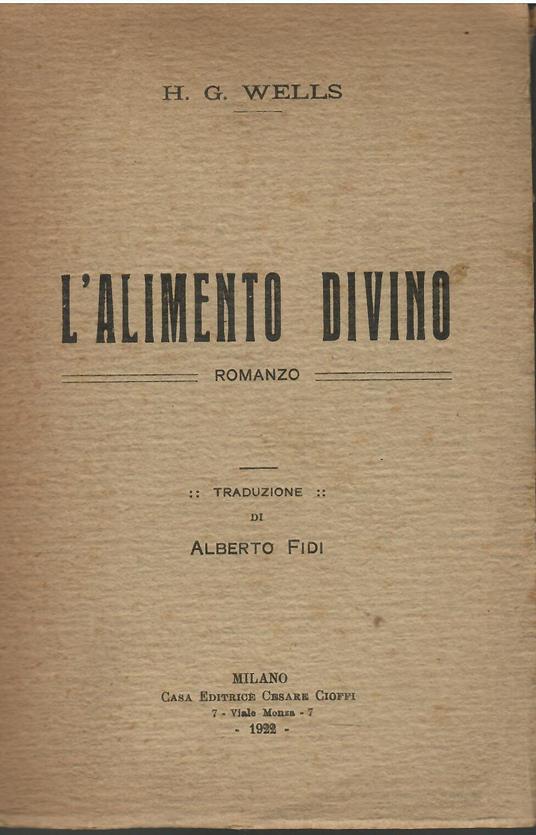 H. G. WELLS
L'ALIMENTO DIVINO
ROMANZO
:: TRADUZIONE ::
DI
ALBERTO FIDI
MILANO
CASA EDITRICE CESARE CIOFFI
7 - Viale Monza - 7
- 1922 -